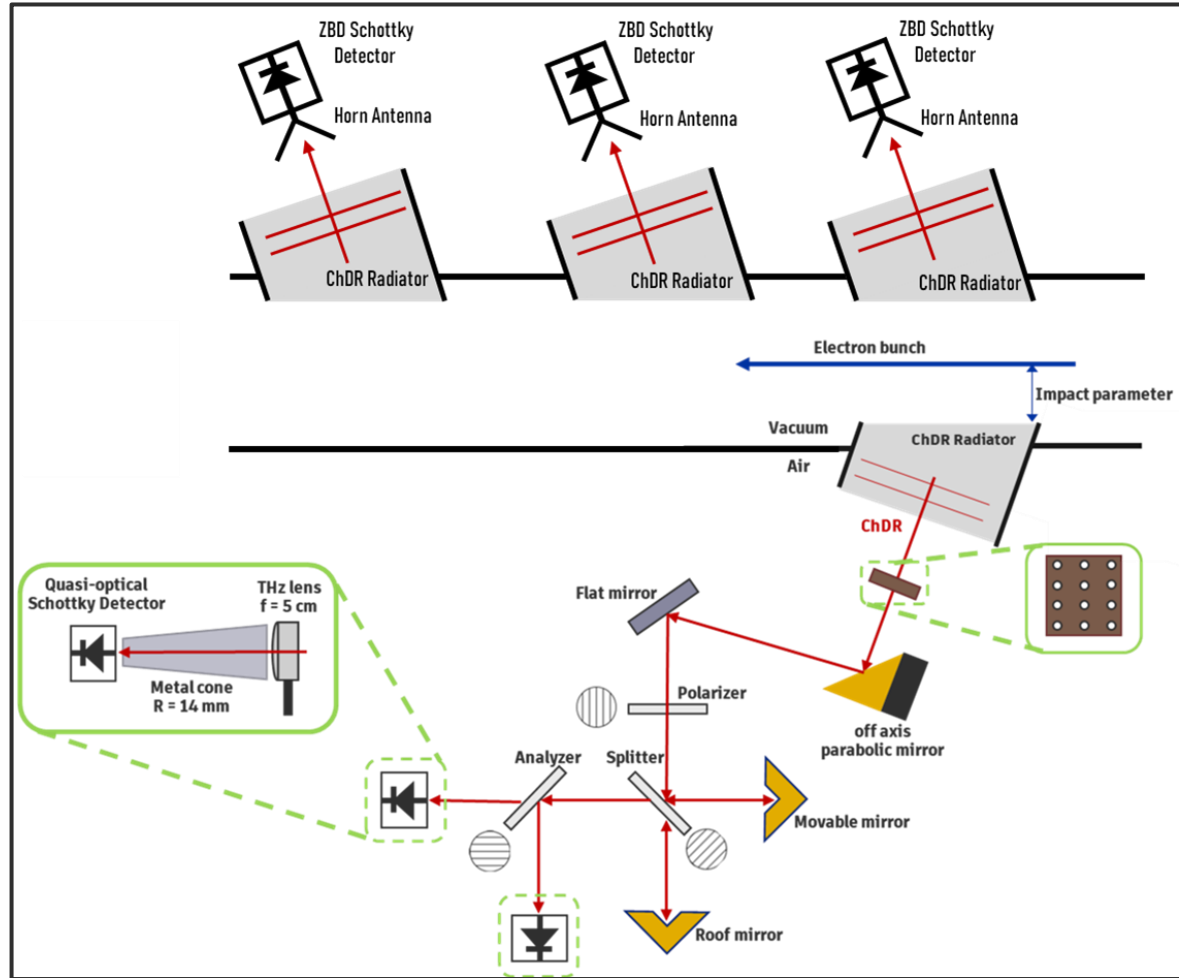 ZBD Schottky
Detector
Horn Antenna
ChDR Radiator
ZBD Schottky
Detector
Horn Antenna
ChDR Radiator
ZBD Schottky
Detector
Horn Antenna
ChDR Radiator
Electron bunch
Impact parameter
Vacuum
Air
ChDR Radiator
ChDR
Quasi-optical
Schottky Detector
THz lens
f = 5 cm
Metal cone
R = 14 mm
Flat mirror
Polarizer
off axis
parabolic mirror
Analyzer
Splitter
Movable mirror
Roof mirror